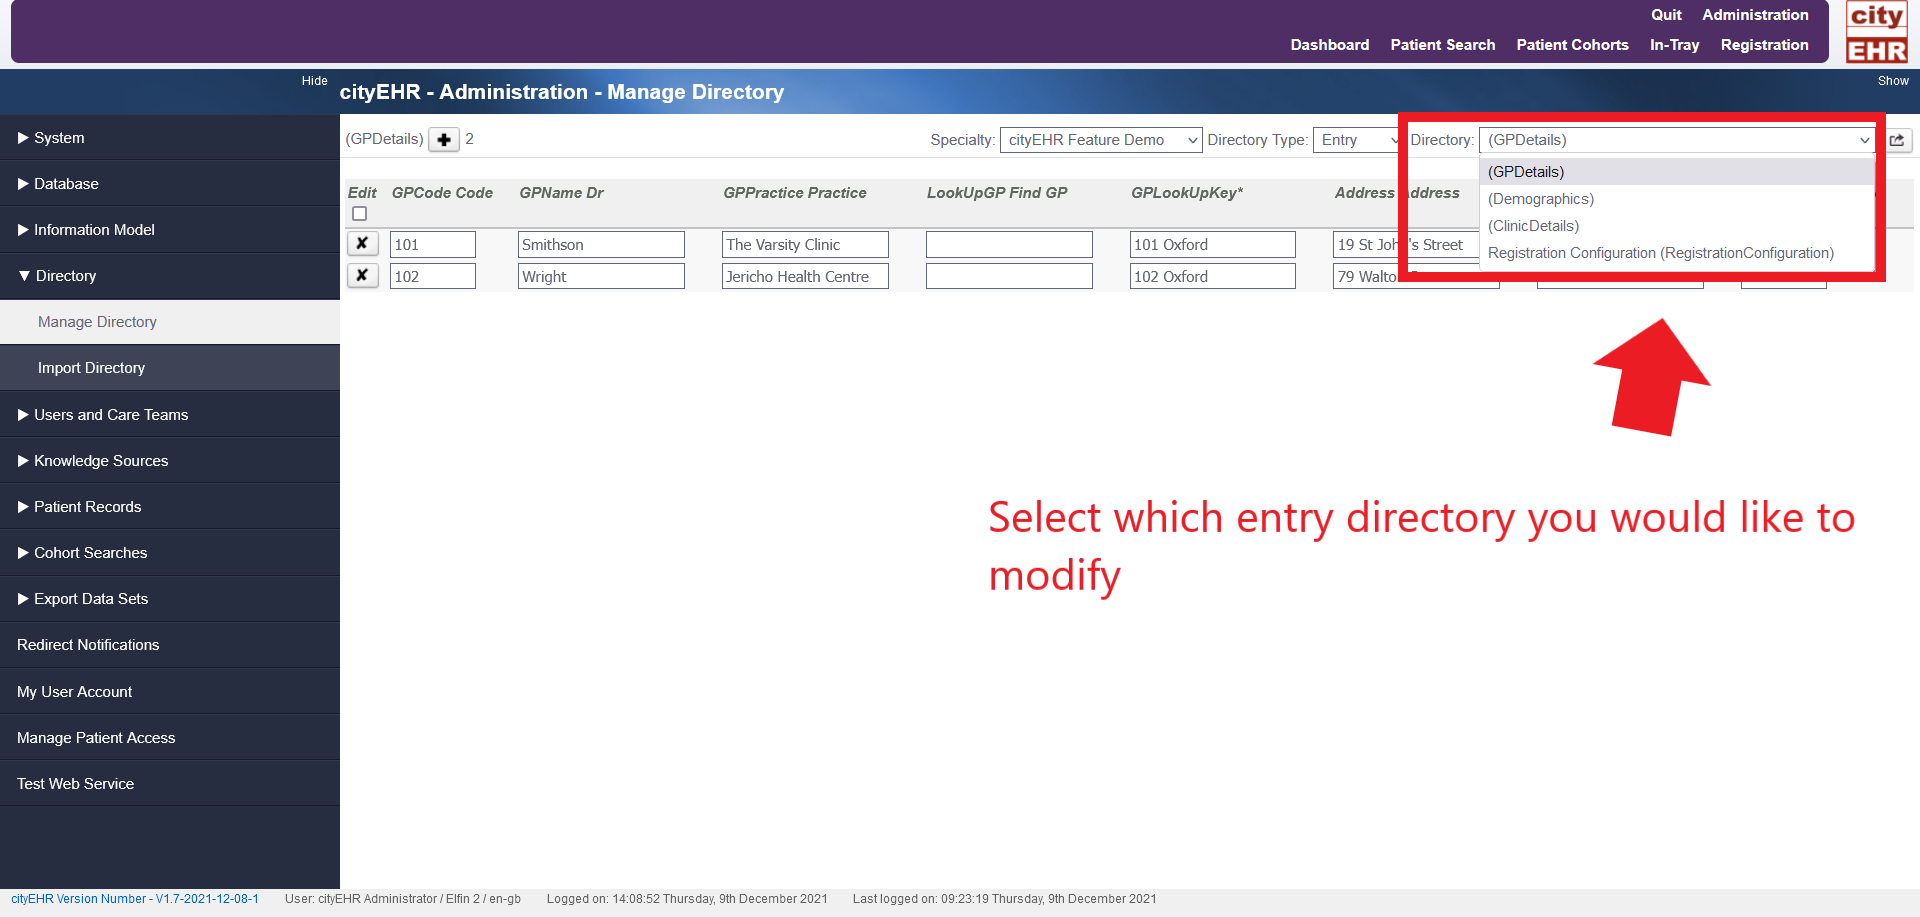 Quit Administration
Dashboard Patient Search Patient Cohorts In-Tray Registration
city
EHR
Hide
cityEHR - Administration - Manage Directory
Show
System
Database
Information Model
Directory
Manage Directory
Import Directory
Users and Care Teams
Knowledge Sources
Patient Records
Cohort Searches
Export Data Sets
Redirect Notifications
My User Account
Manage Patient Access
Test Web Service
(GPDetails) 2 Specialty: cityEHR Feature Demo Directory Type: Entry Directory: (GPDetails)
(GPDetails)
(Demographics)
(ClinicDetails)
Registration Configuration (RegistrationConfiguration)
Edit GPCode Code GPName Dr GPPractice Practice LookUpGP Find GP GPLookUpKey* Address Address
101 Smithson The Varsity Clinic 101 Oxford 19 St John's Street
102 Wright Jericho Health Centre 102 Oxford 79
Select which entry directory you would like to
modify
cityEHR Version Number - V1.7-2021-12-08-1 User: cityEHR Administrator / Elfin 2 / en-gb Logged on: 14:08:52 Thursday, 9th December 2021 Last logged on: 09:23:19 Thursday, 9th December 2021